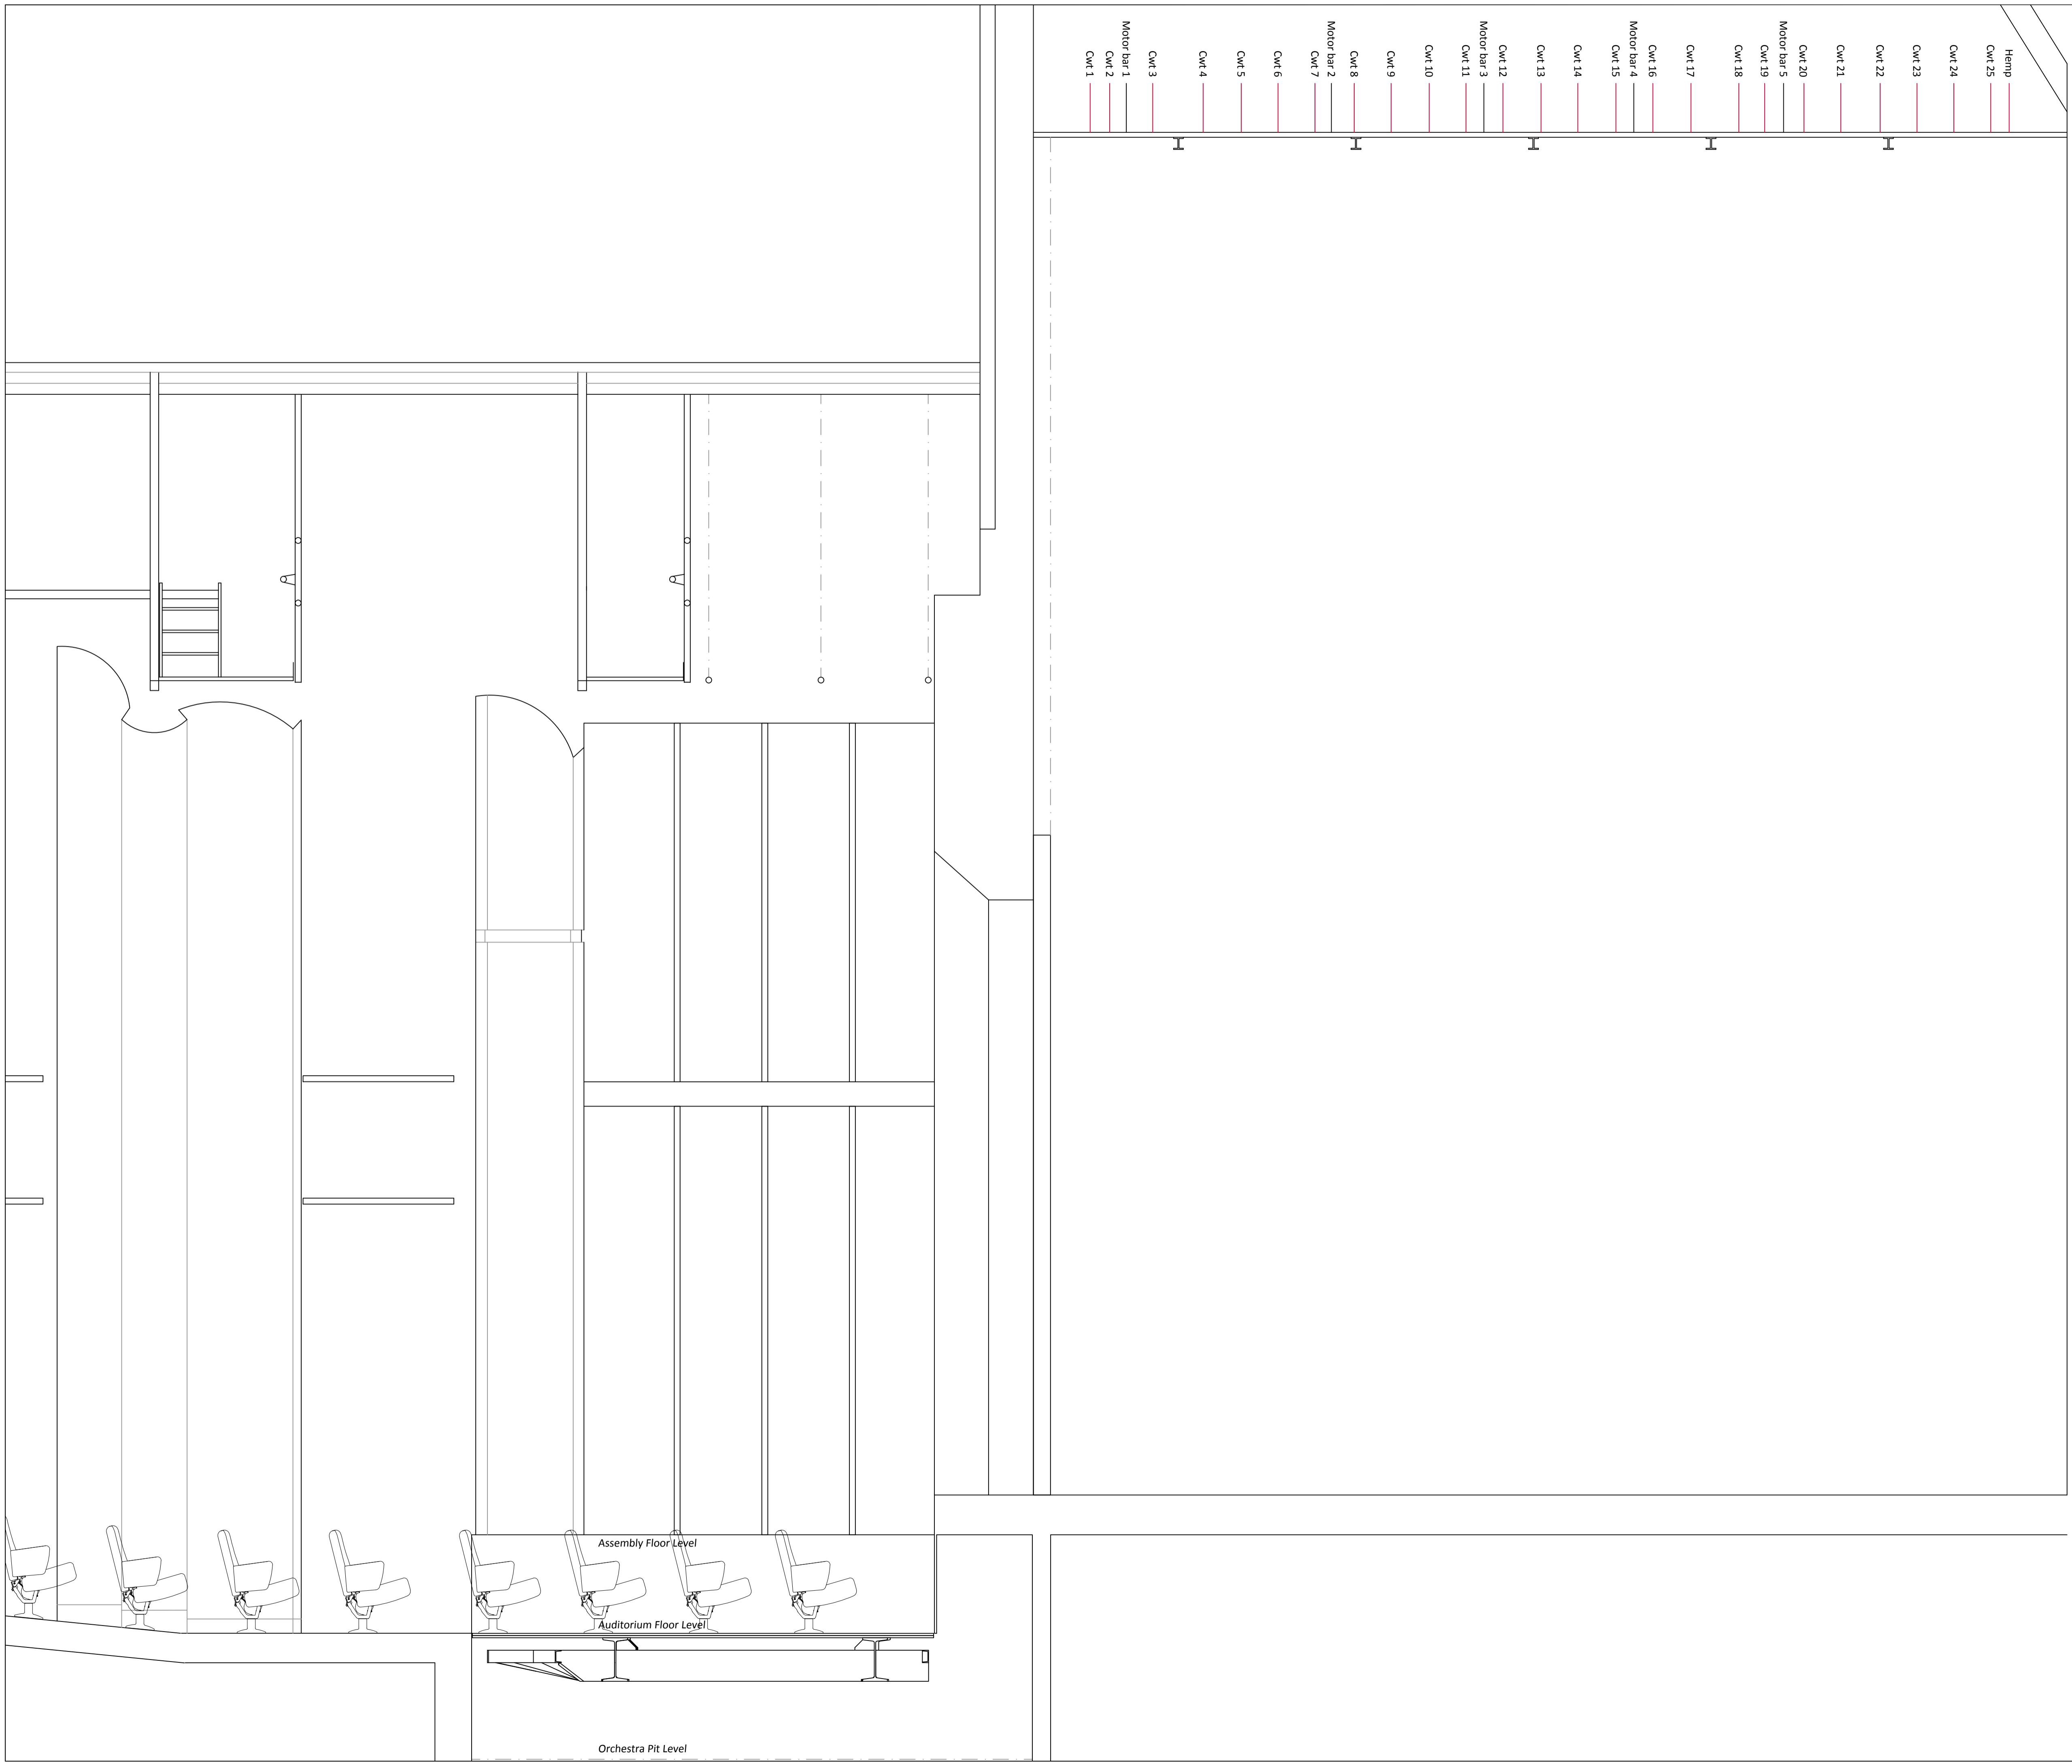 Cwt 1
Cwt 2
Motor bar 1
Cwt 3
Cwt 4
Cwt 5
Cwt 6
Cwt 7
Motor bar 2
Cwt 8
Cwt 9
Cwt 10
Cwt 11
Motor bar 3
Cwt 12
Cwt 13
Cwt 14
Cwt 15
Motor bar 4
Cwt 16
Cwt 17
Cwt 18
Cwt 19
Motor bar 5
Cwt 20
Cwt 21
Cwt 22
Cwt 23
Cwt 24
Cwt 25
Hemp
Assembly Floor Level
Auditorium Floor Level
Orchestra Pit Level